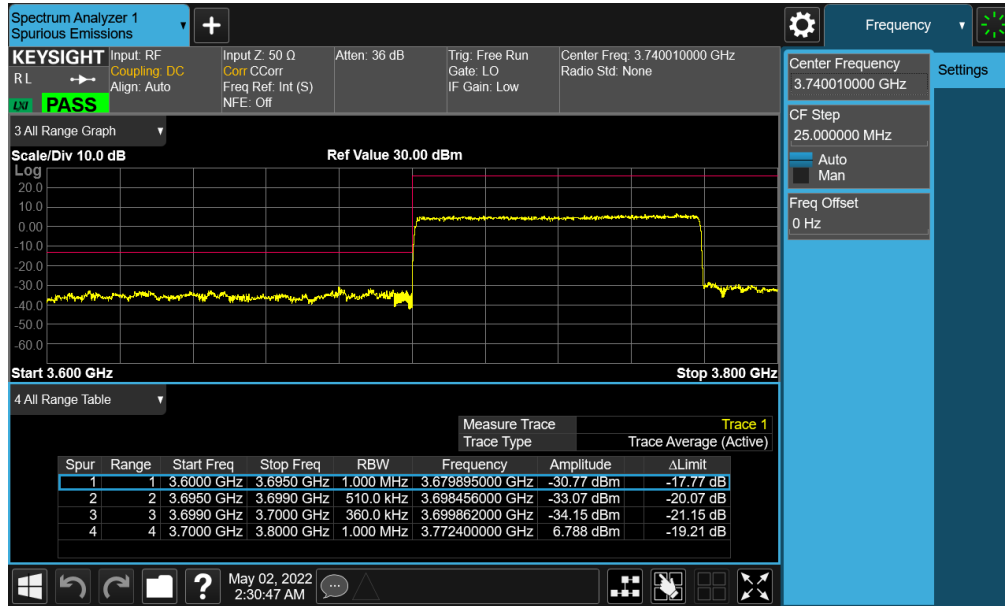 Spectrum Analyzer 1
Spurious Emissions
Frequency
KEYSIGHT
R L
LXI
PASS
Input: RF
Coupling: DC
Align: Auto
Input Z: 50 Ω
Corr CCorr
Freq Ref: Int (S)
NFE: Off
Atten: 36 dB
Trig: Free Run
Gate: LO
IF Gain: Low
Center Freq: 3.740010000 GHz
Radio Std: None
Center Frequency
3.740010000 GHz
Settings
CF Step
25.000000 MHz
Auto
Man
Freq Offset
0 Hz
3 All Range Graph
Scale/Div 10.0 dB
Ref Value 30.00 dBm
Log
20.0
10.0
0.00
-10.0
-20.0
-30.0
-40.0
-50.0
-60.0
Start 3.600 GHz
Stop 3.800 GHz
4 All Range Table
Measure Trace Trace 1
Trace Type Trace Average (Active)
Spur Range Start Freq Stop Freq RBW Frequency Amplitude ΔLimit
1 1 3.6000 GHz 3.6950 GHz 1.000 MHz 3.679895000 GHz -30.77 dBm -17.77 dB
2 2 3.6950 GHz 3.6990 GHz 510.0 kHz 3.698456000 GHz -33.07 dBm -20.07 dB
3 3 3.6990 GHz 3.7000 GHz 360.0 kHz 3.699862000 GHz -34.15 dBm -21.15 dB
4 4 3.7000 GHz 3.8000 GHz 1.000 MHz 3.772400000 GHz 6.788 dBm -19.21 dB
?
May 02, 2022
2:30:47 AM